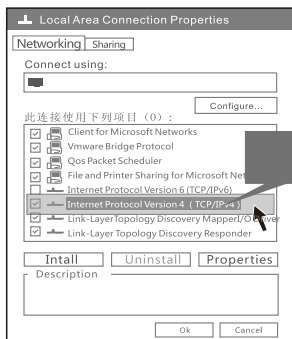 Local Area Connection Properties
Networking Sharing
Connect using:
Configure...
此连接使用下列项目（O）:
Client for Microsoft Networks
Vmware Bridge Protocol
Qos Packet Scheduler
File and Printer Sharing for Microsoft Net
Internet Protocol Version 6 (TCP/IPv6)
Internet Protocol Version 4 ( TCP/IPv4 )
Link-LayerTopology Discovery MapperI/O Driver
Link-Layer Topology Discovery Responder
Intall Uninstall Properties
Description
Ok Cancel